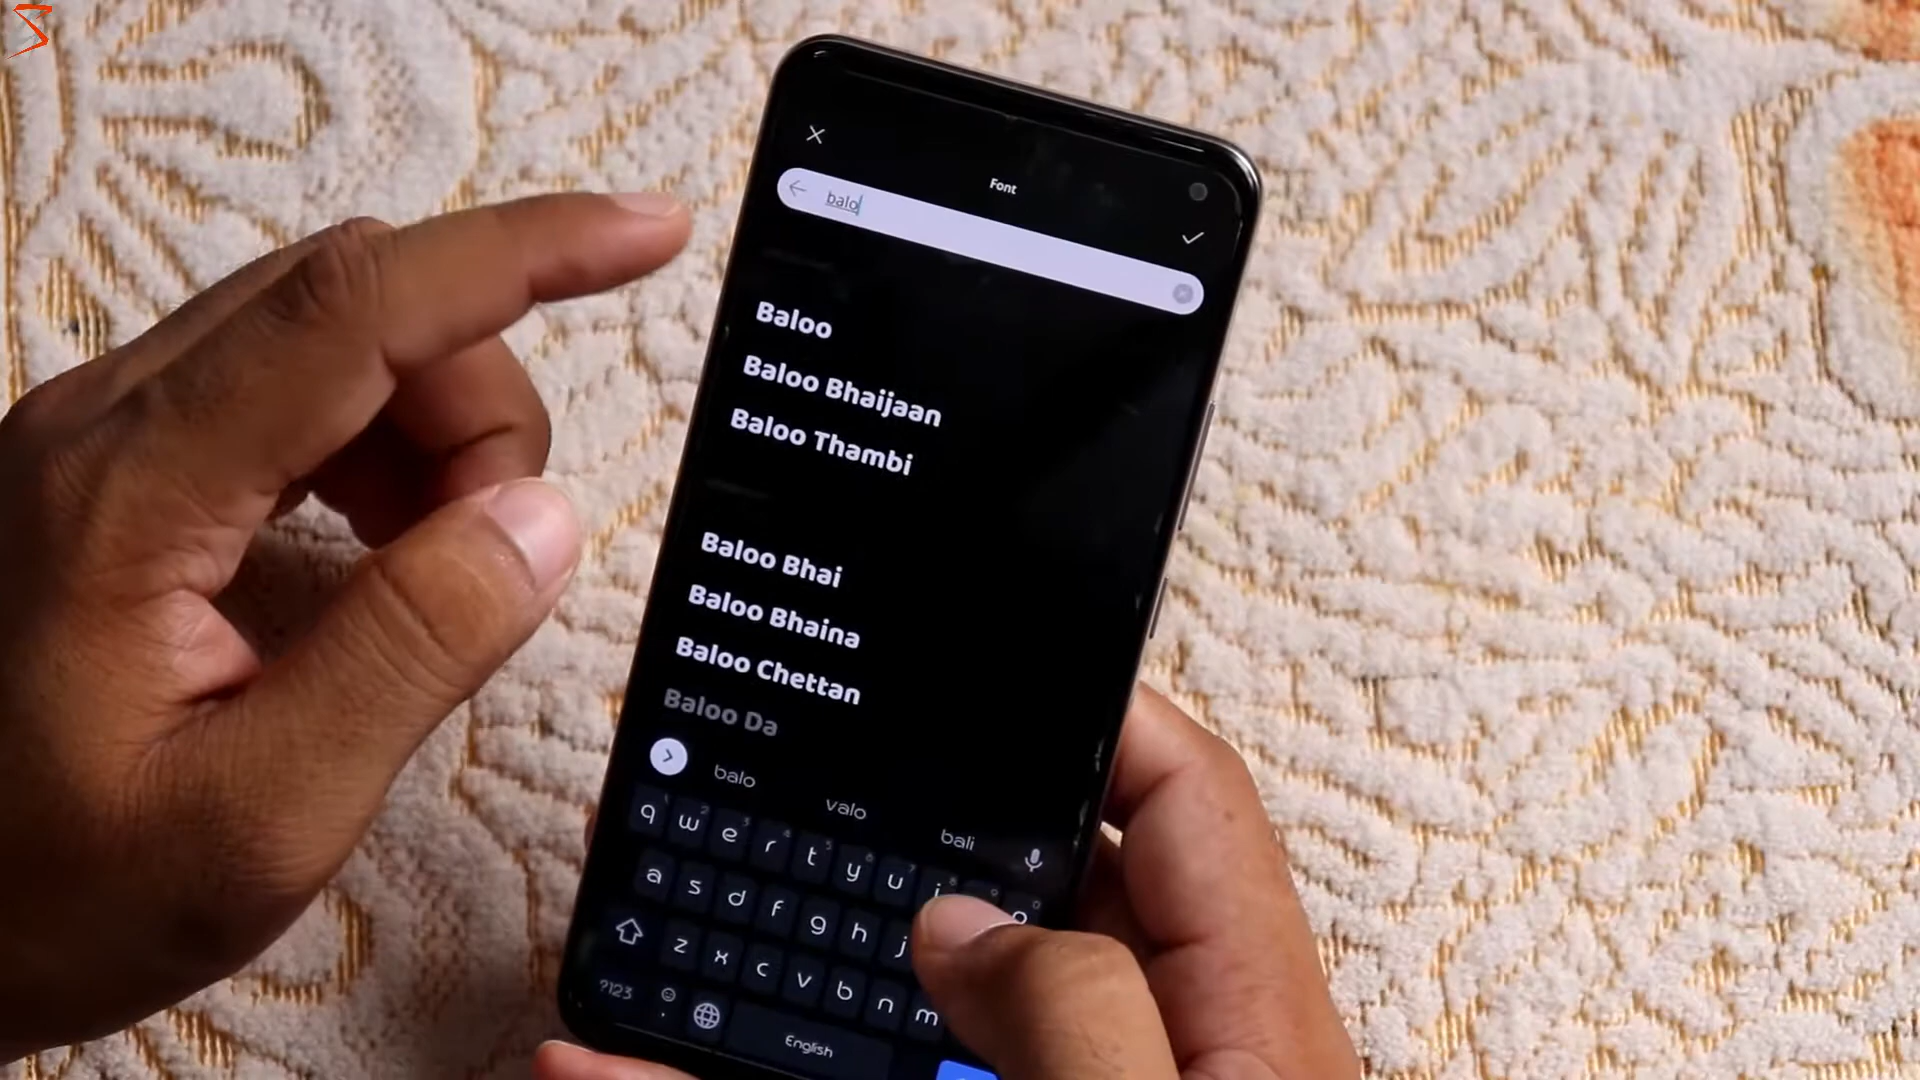 Font
balo
Baloo
Baloo Bhaijaan
Baloo Thambi
Baloo Bhai
Baloo Bhaina
Baloo Chettan
Baloo Da
balo valo bali
q w e r t y u i o
a s d f g h j
z x c v b n m
?123
English